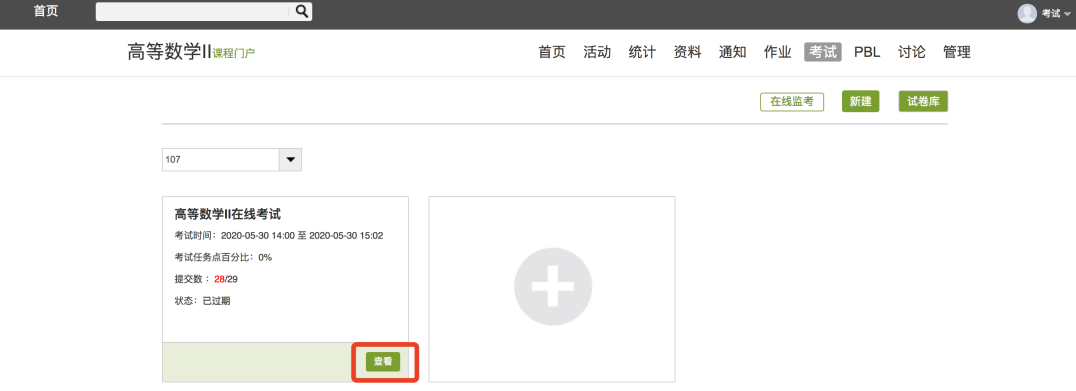 首页
考试
高等数学II课程门户
首页 活动 统计 资料 通知 作业 考试 PBL 讨论 管理
在线监考 新建 试卷库
107
高等数学II在线考试
考试时间：2020-05-30 14:00 至 2020-05-30 15:02
考试任务点百分比：0%
提交数：28/29
状态：已过期
查看